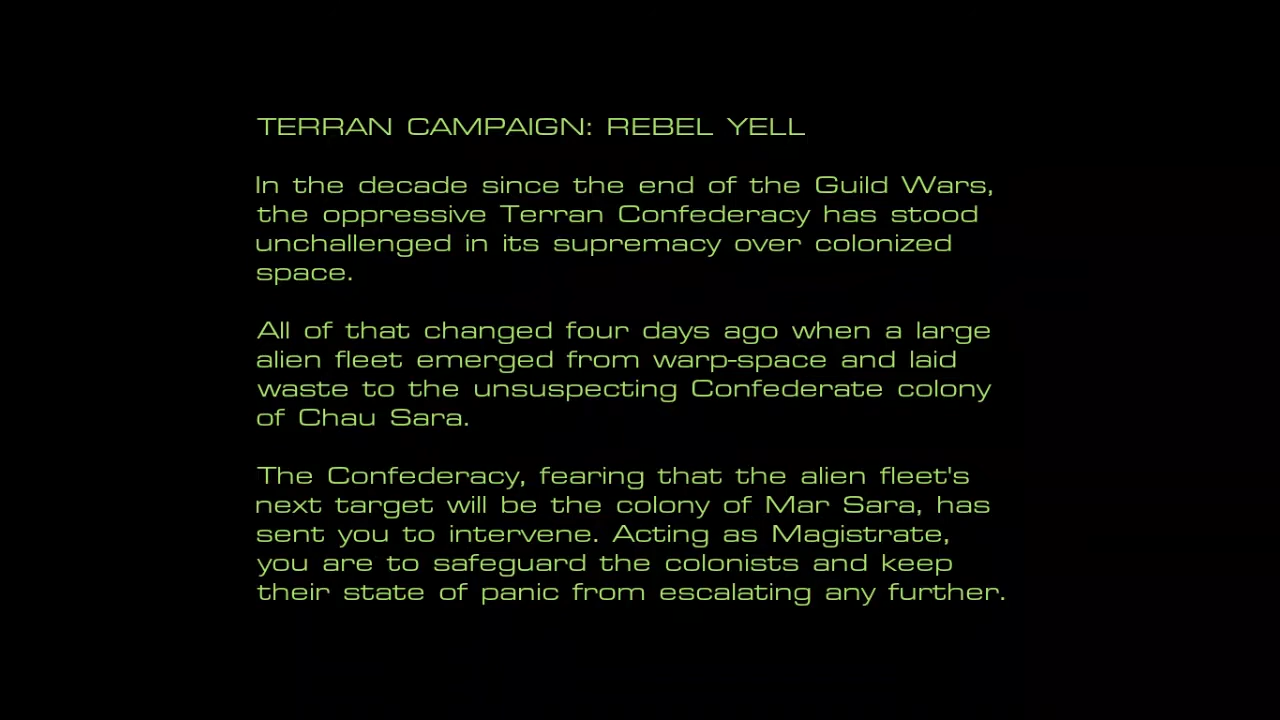 TERRAN CAMPAIGN: REBEL YELL
In the decade since the end of the Guild Wars,
the oppressive Terran Confederacy has stood
unchallenged in its supremacy over colonized
space.
All of that changed four days ago when a large
alien fleet emerged from warp-space and laid
waste to the unsuspecting Confederate colony
of Chau Sara.
The Confederacy, fearing that the alien fleet's
next target will be the colony of Mar Sara, has
sent you to intervene. Acting as Magistrate,
you are to safeguard the colonists and keep
their state of panic from escalating any further.